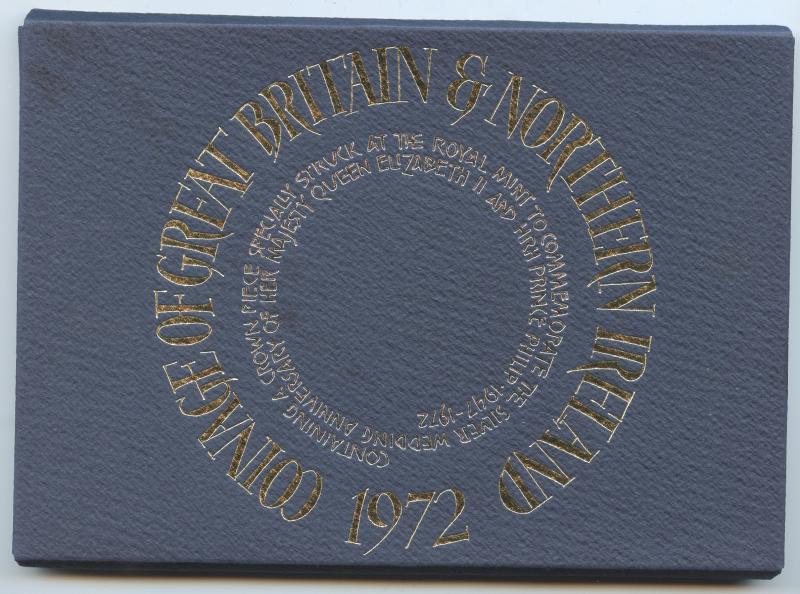 COINAGE OF GREAT BRITAIN & NORTHERN IRELAND
1972
CONTAINING A CROWN PIECE SPECIALLY STRUCK AT THE ROYAL MINT TO COMMEMORATE THE SILVER WEDDING ANNIVERSARY OF HER MAJESTY QUEEN ELIZABETH II AND HRH PRINCE PHILIP·1947-1972